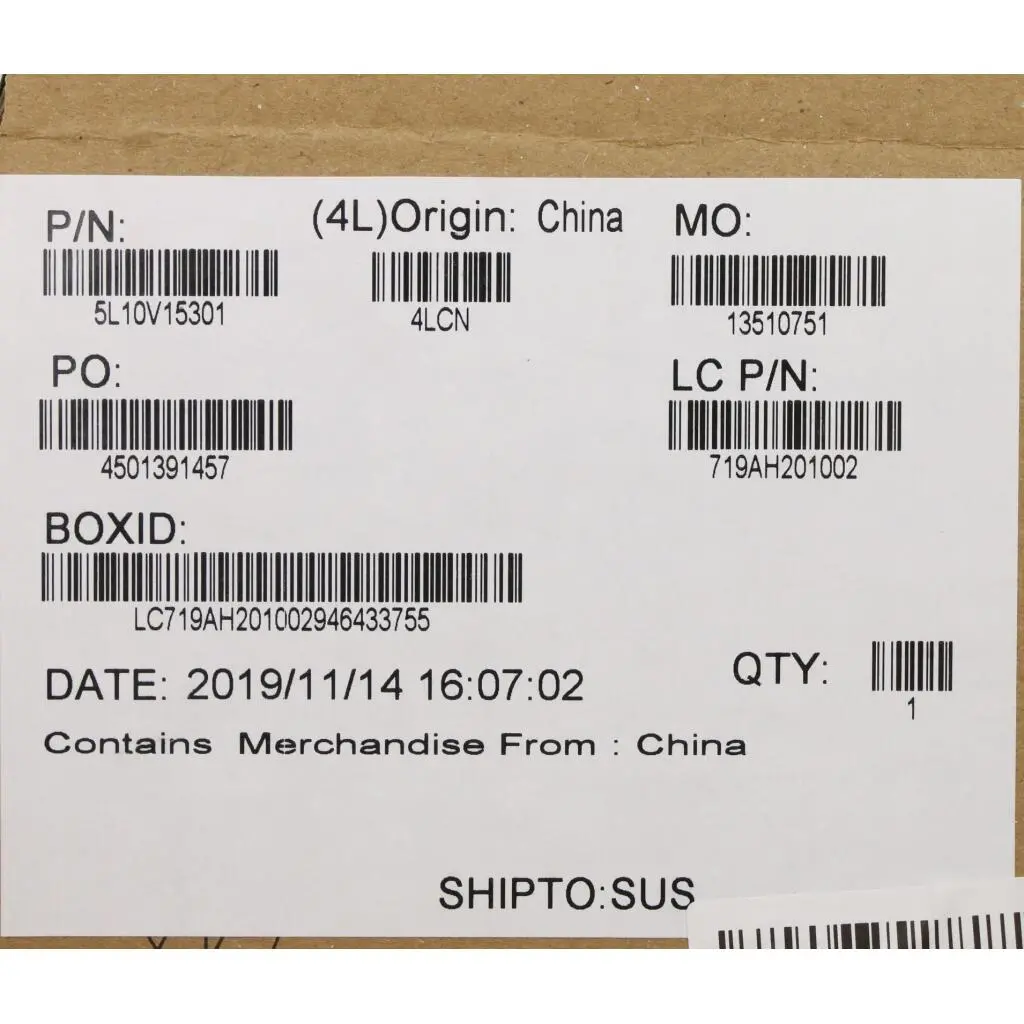 P/N:
(4L)Origin: China
MO:
5L10V15301
4LCN
13510751
PO:
LC P/N:
4501391457
719AH201002
BOXID:
LC719AH201002946433755
DATE: 2019/11/14 16:07:02
QTY:
1
Contains Merchandise From : China
SHIPTO:SUS